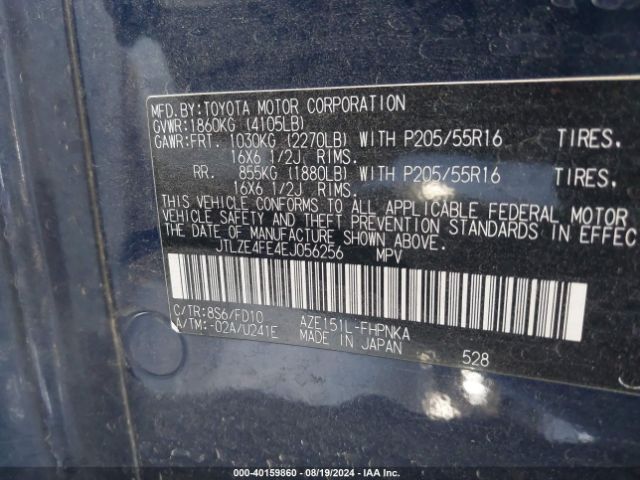 MFD.BY:TOYOTA MOTOR CORPORATION
GVWR:1860KG (4105LB)
GAWR:FRT. 1030KG (2270LB) WITH P205/55R16 TIRES.
16X6 1/2J RIMS.
RR. 855KG (1880LB) WITH P205/55R16 TIRES.
16X6 1/2J RIMS.
THIS VEHICLE CONFORMS TO ALL APPLICABLE FEDERAL MOTOR
VEHICLE SAFETY AND THEFT PREVENTION STANDARDS IN EFFEC
THE DATE OF MANUFACTURE SHOWN ABOVE.
JTLZE4FE4EJ056256 MPV
C/TR:8S6/FD10 AZE151L-FHPNKA
A/TM:-02A/U241E MADE IN JAPAN 528
000-40159860 - 08/19/2024 - IAA, Inc.